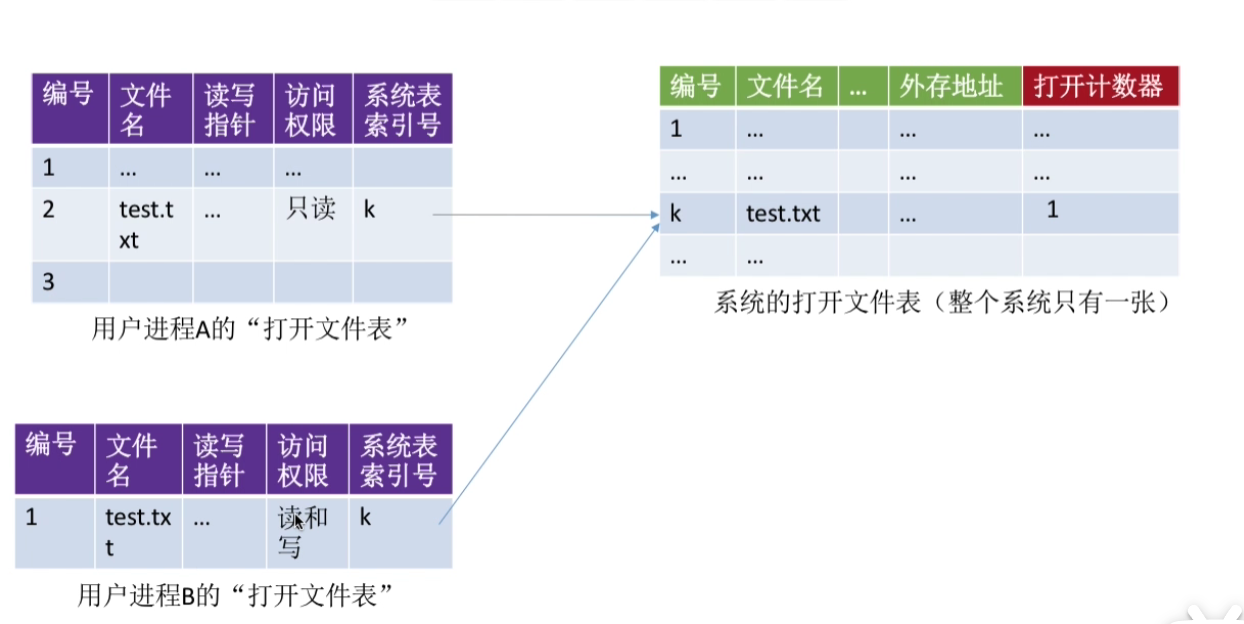 编号 文件名 读写指针 访问权限 系统表索引号
1 ... ... ...
2 test.txt ... 只读 k
3
用户进程A的“打开文件表”
编号 文件名 ... 外存地址 打开计数器
1 ... ... ...
... ... ... ...
k test.txt ... 1
... ...
系统的打开文件表（整个系统只有一张）
编号 文件名 读写指针 访问权限 系统表索引号
1 test.txt ... 读和写 k
用户进程B的“打开文件表”